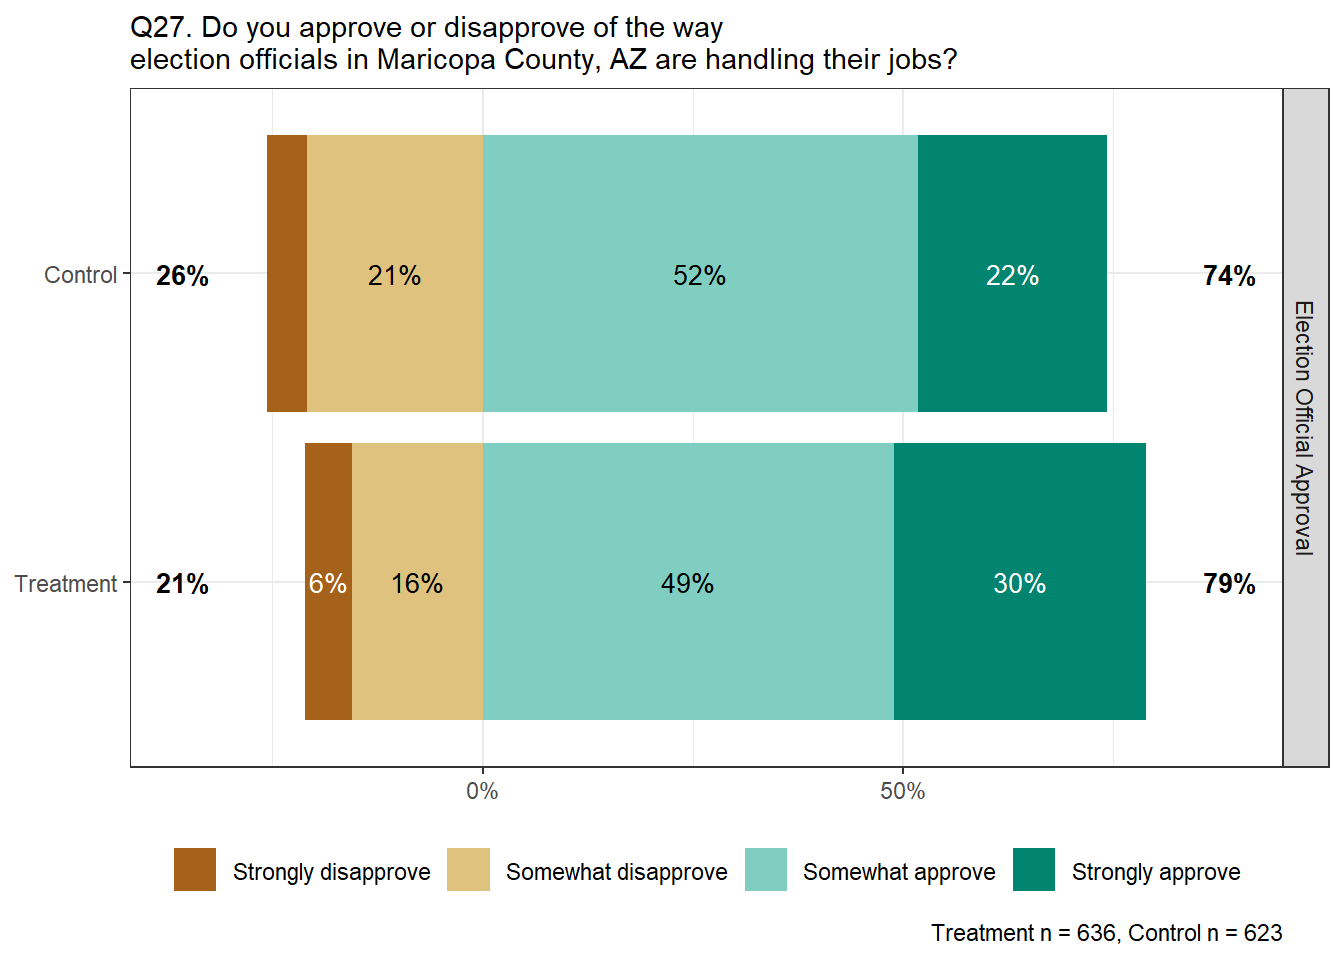 Q27. Do you approve or disapprove of the way
election officials in Maricopa County, AZ are handling their jobs?
Control
26%
21%
52%
22%
74%
Treatment
21%
6%
16%
49%
30%
79%
Election Official Approval
0%
50%
Strongly disapprove
Somewhat disapprove
Somewhat approve
Strongly approve
Treatment n = 636, Control n = 623